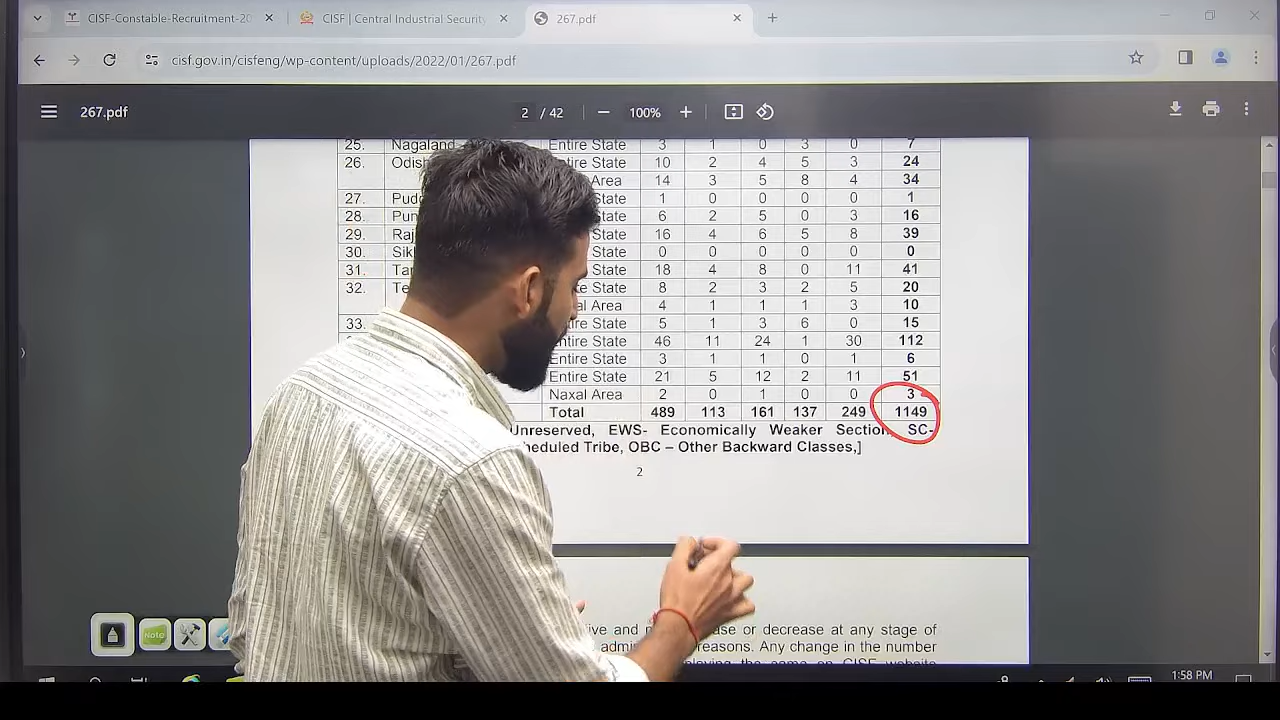 CISF-Constable-Recruitment-20
CISF | Central Industrial Security
267.pdf
cisf.gov.in/cisfeng/wp-content/uploads/2022/01/267.pdf
267.pdf
2 / 42
100%
25. Nagaland Entire State 3 1 0 3 0 7
26. Odish Entire State 10 2 4 5 3 24
Area 14 3 5 8 4 34
27. Pud State 1 0 0 0 0 1
28. Pun State 6 2 5 0 3 16
29. Raj State 16 4 6 5 8 39
30. Sik State 0 0 0 0 0 0
31. Ta State 18 4 8 0 11 41
32. Te State 8 2 3 2 5 20
al Area 4 1 1 1 3 10
33. Entire State 5 1 3 6 0 15
Entire State 46 11 24 1 30 112
Entire State 3 1 1 0 1 6
Entire State 21 5 12 2 11 51
Naxal Area 2 0 1 0 0 3
Total 489 113 161 137 249 1149
Unreserved, EWS- Economically Weaker Section, SC-
heduled Tribe, OBC – Other Backward Classes,]
2
ive and ase or decrease at any stage of
admi reasons. Any change in the number
the same on CISF website
Note
1:58 PM